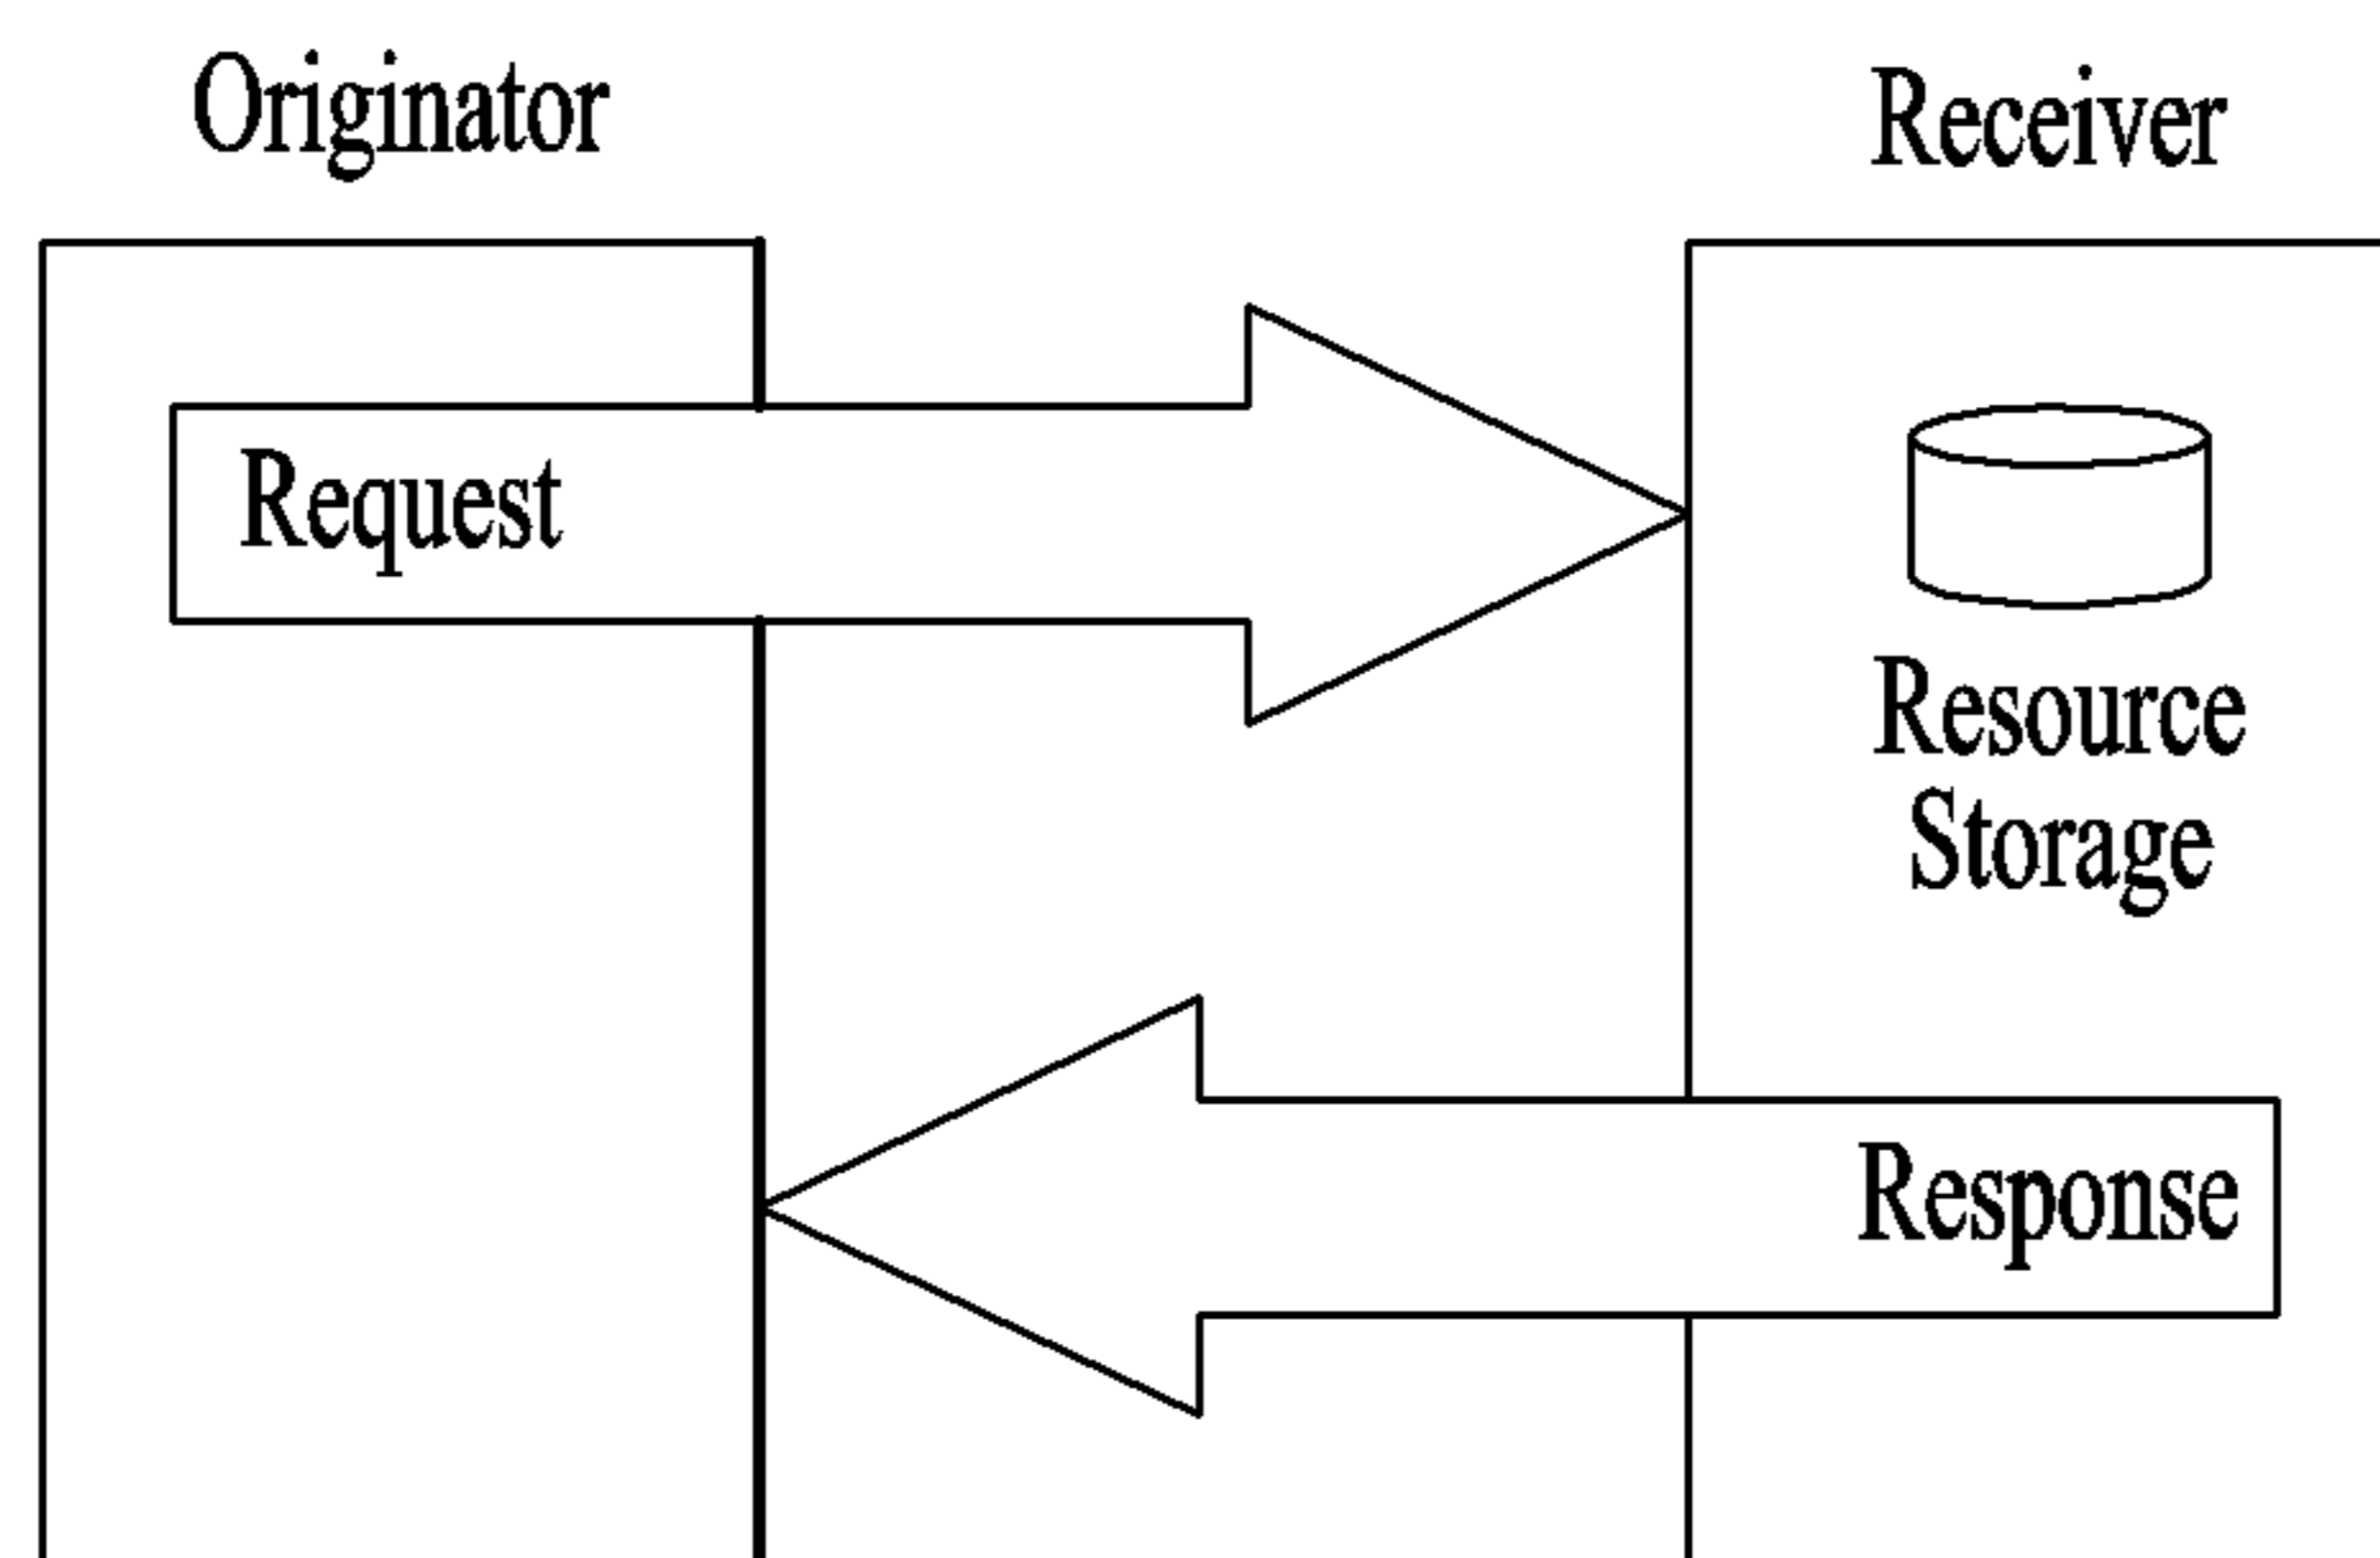 Originator
Receiver
Request
Resource
Storage
Response